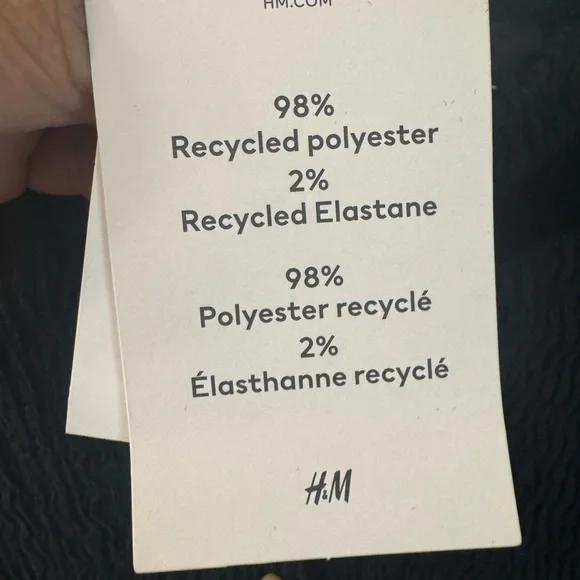 HM.COM
98%
Recycled polyester
2%
Recycled Elastane
98%
Polyester recyclé
2%
Élasthanne recyclé
H&M